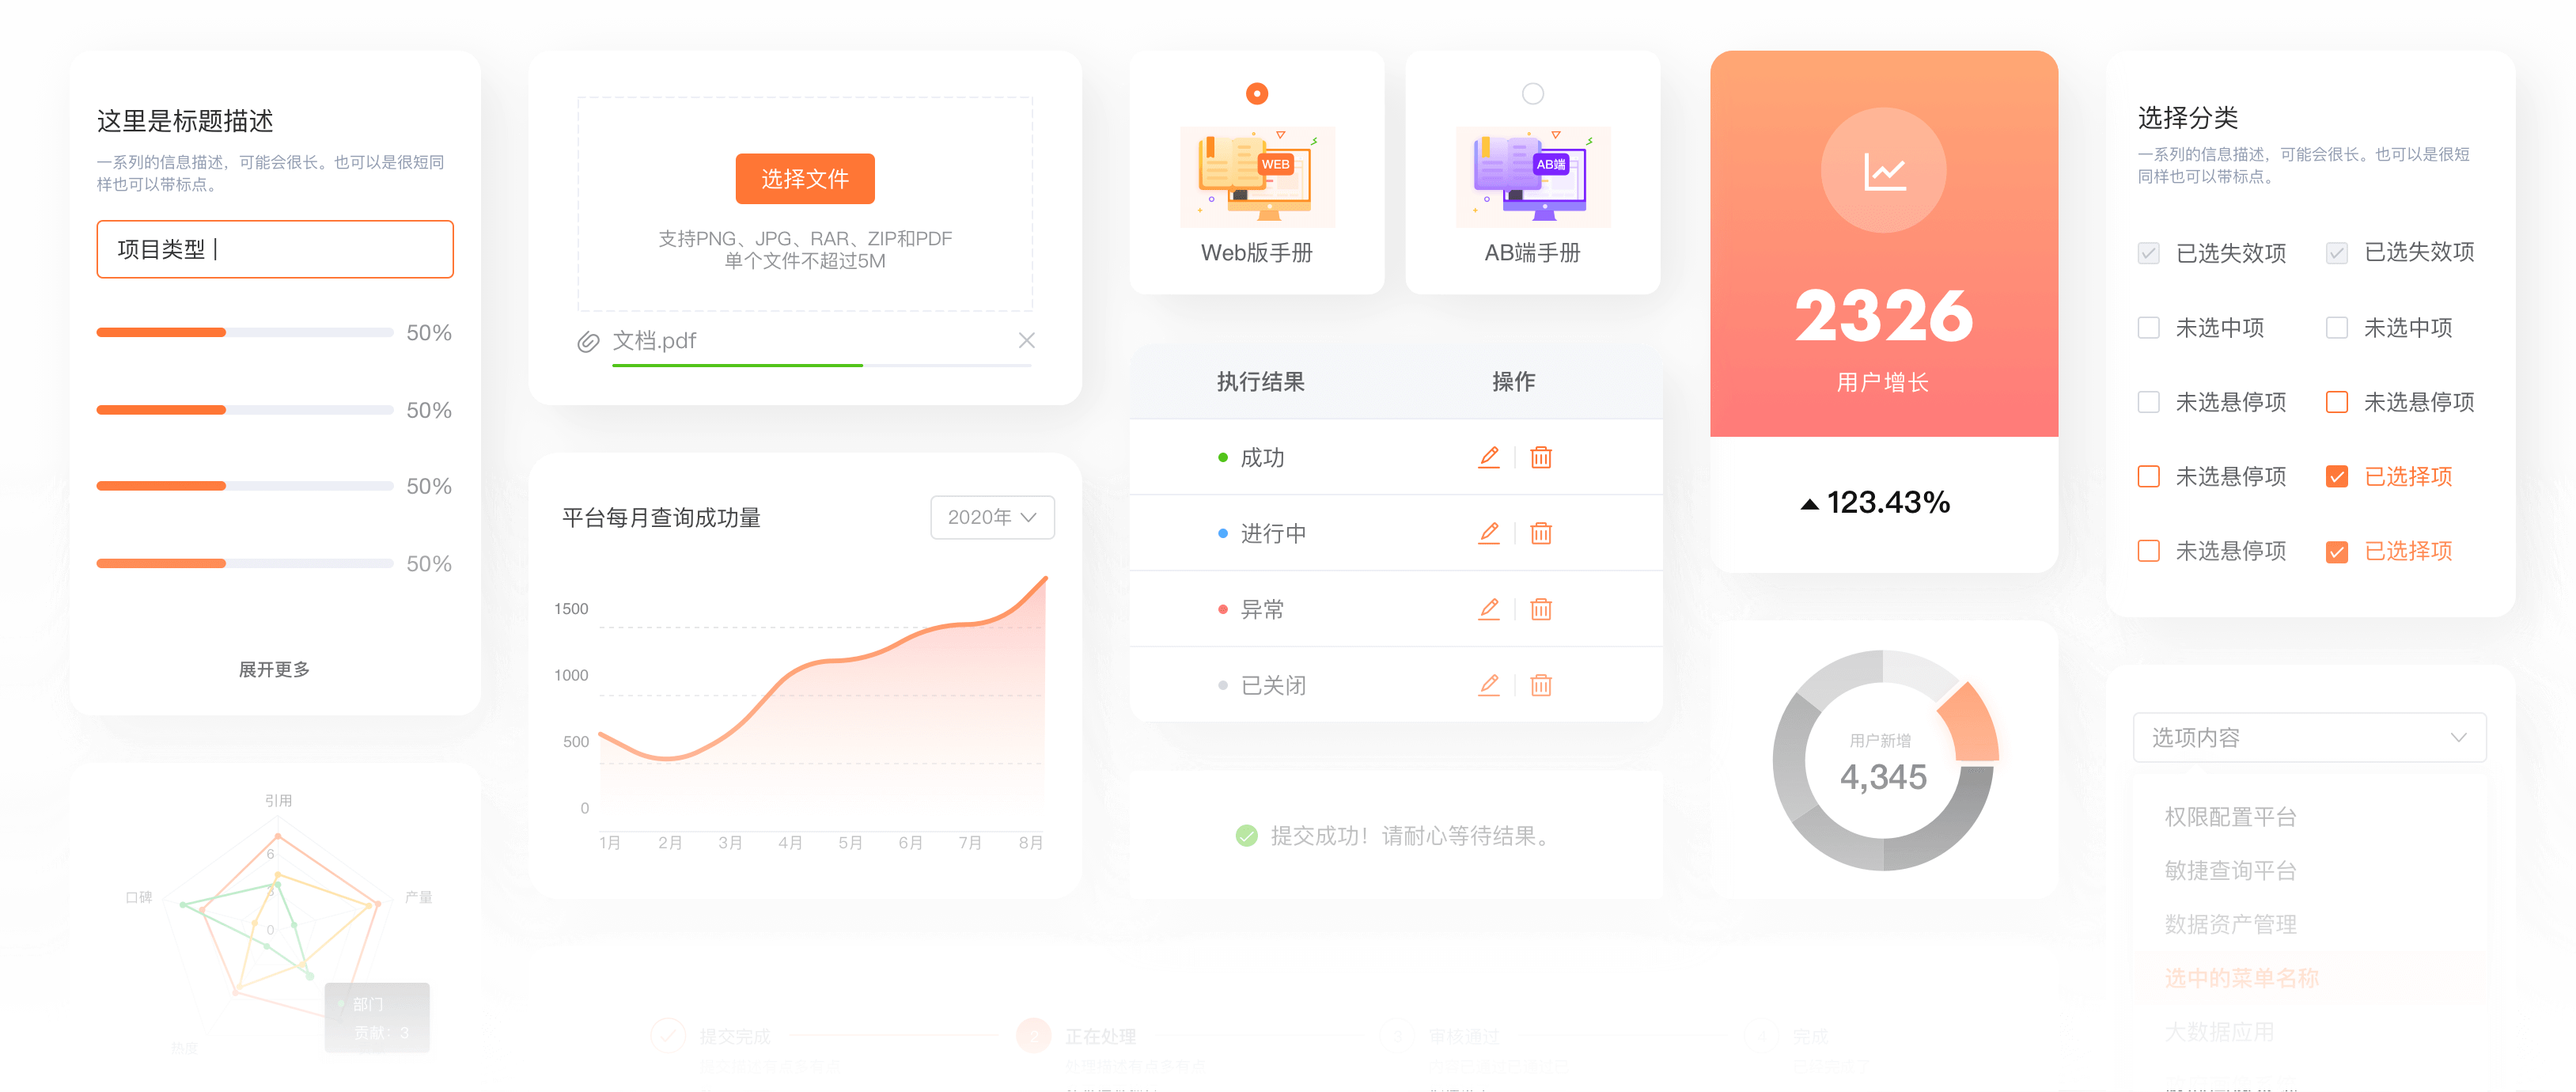 这里是标题描述
一系列的信息描述，可能会很长。也可以是很短同
样也可以带标点。
项目类型
50%
50%
50%
50%
展开更多
引用
6
3
0
口碑
产量
热度
部门
贡献：3
选择文件
支持PNG、JPG、RAR、ZIP和PDF
单个文件不超过5M
文档.pdf
平台每月查询成功量
2020年
1500
1000
500
0
1月 2月 3月 4月 5月 6月 7月 8月
WEB
Web版手册
AB端
AB端手册
执行结果 操作
成功
进行中
异常
已关闭
提交成功！请耐心等待结果。
2326
用户增长
123.43%
用户新增
4,345
选择分类
一系列的信息描述，可能会很长。也可以是很短
同样也可以带标点。
已选失效项 已选失效项
未选中项 未选中项
未选悬停项 未选悬停项
未选悬停项 已选择项
未选悬停项 已选择项
选项内容
权限配置平台
敏捷查询平台
数据资产管理
选中的菜单名称
大数据应用
提交完成
2 正在处理
3 审核通过
4 完成